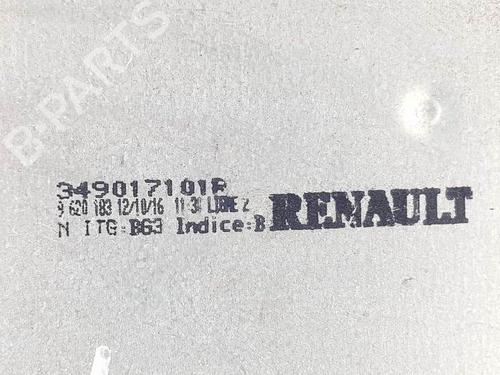 B-PARTS
349017101R
9 620 183 12/10/16 11:30 LIGNE 2
N ITG:B63 Indice:B RENAULT